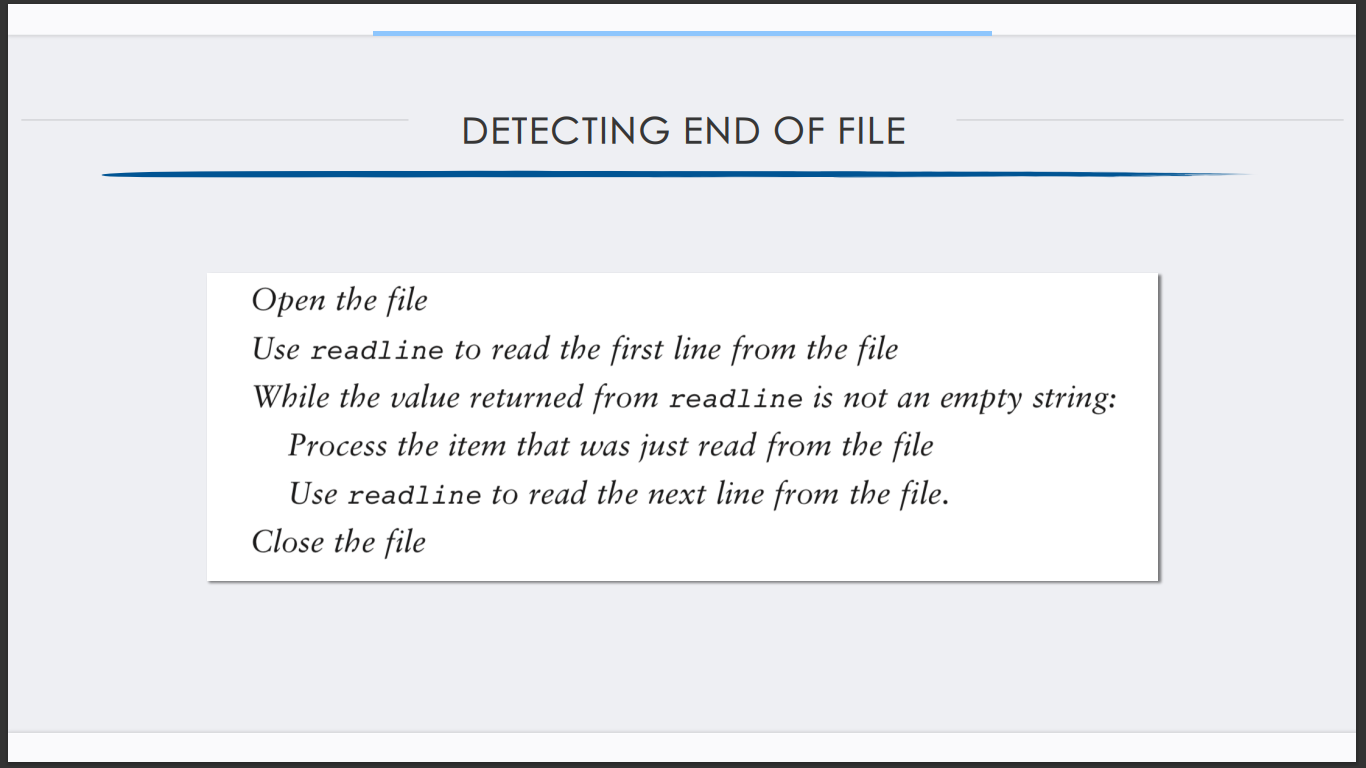 DETECTING END OF FILE
Open the file
Use readline to read the first line from the file
While the value returned from readline is not an empty string:
Process the item that was just read from the file
Use readline to read the next line from the file.
Close the file